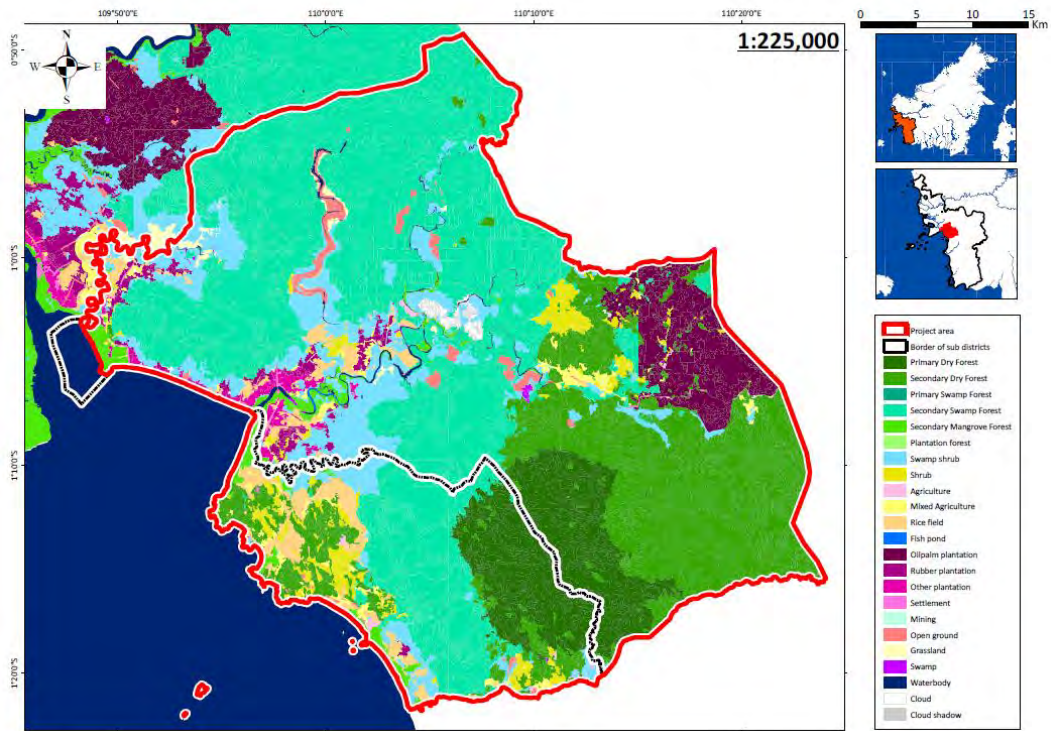 109°50'0"E
110°0'0"E
110°10'0"E
110°20'0"E
0
5
10
15
Km
1:225,000
N
W
E
S
0°50'0"S
1°0'0"S
1°10'0"S
1°20'0"S
Project area
Border of sub districts
Primary Dry Forest
Secondary Dry Forest
Primary Swamp Forest
Secondary Swamp Forest
Secondary Mangrove Forest
Plantation forest
Swamp shrub
Shrub
Agriculture
Mixed Agriculture
Rice field
Fish pond
Oilpalm plantation
Rubber plantation
Other plantation
Settlement
Mining
Open ground
Grassland
Swamp
Waterbody
Cloud
Cloud shadow